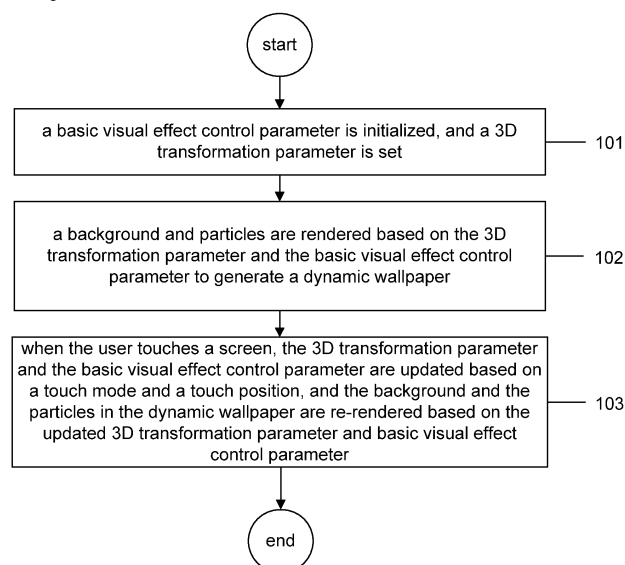 start
a basic visual effect control parameter is initialized, and a 3D
transformation parameter is set
101
a background and particles are rendered based on the 3D
transformation parameter and the basic visual effect control
parameter to generate a dynamic wallpaper
102
when the user touches a screen, the 3D transformation parameter
and the basic visual effect control parameter are updated based on
a touch mode and a touch position, and the background and the
particles in the dynamic wallpaper are re-rendered based on the
updated 3D transformation parameter and basic visual effect
control parameter
103
end